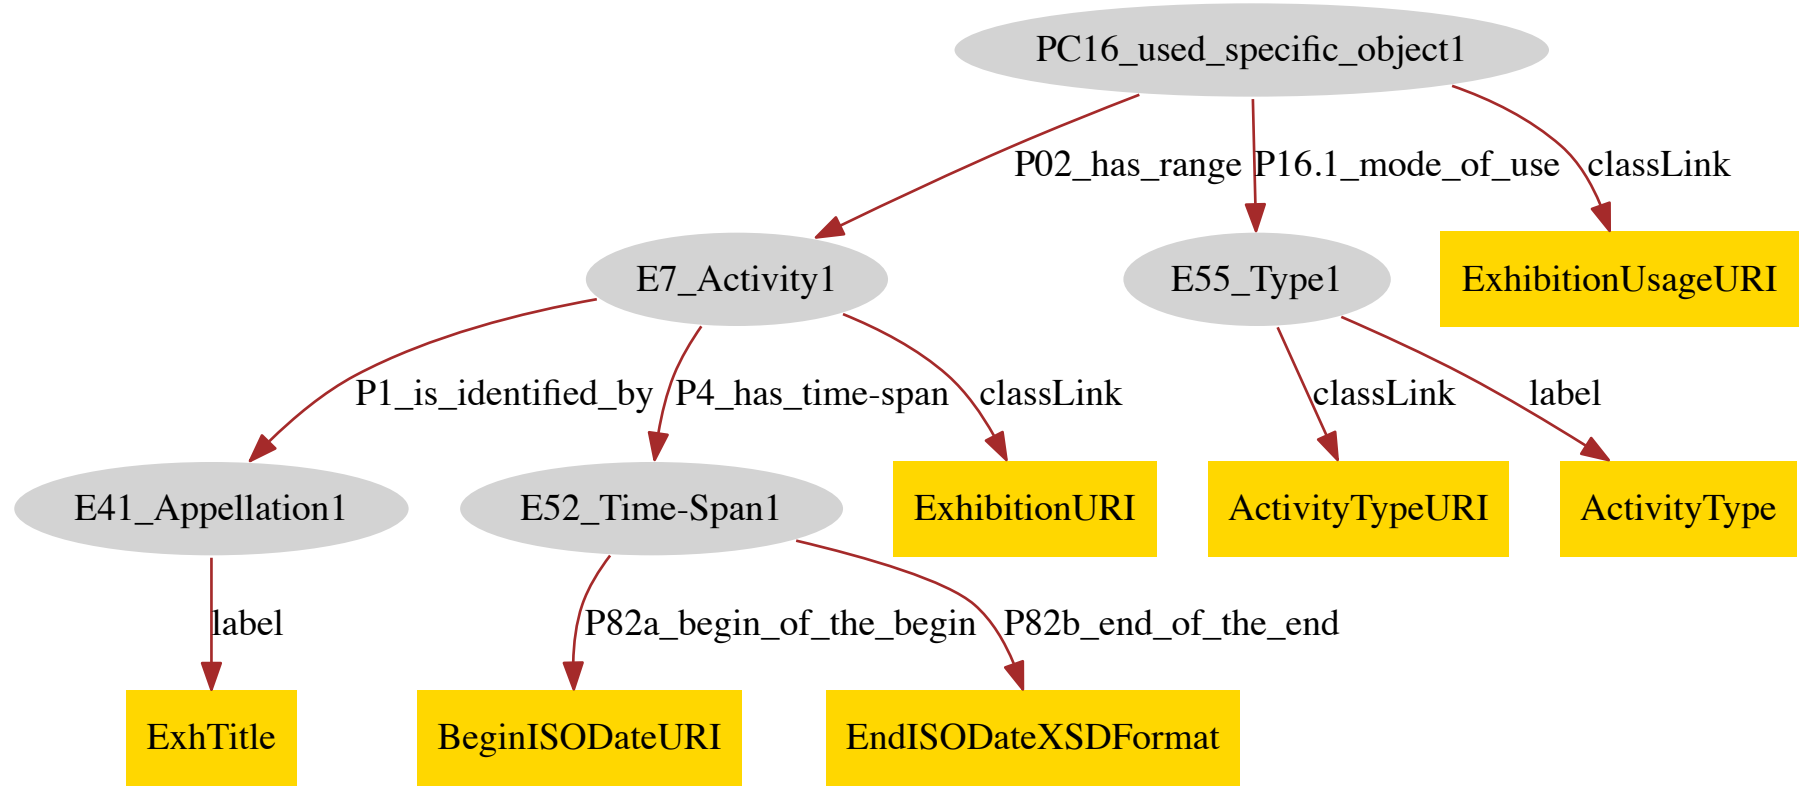 PC16_used_specific_object1
P02_has_range
P16.1_mode_of_use
classLink
E7_Activity1
E55_Type1
ExhibitionUsageURI
P1_is_identified_by
P4_has_time-span
classLink
classLink
label
E41_Appellation1
E52_Time-Span1
ExhibitionURI
ActivityTypeURI
ActivityType
label
P82a_begin_of_the_begin
P82b_end_of_the_end
ExhTitle
BeginISODateURI
EndISODateXSDFormat